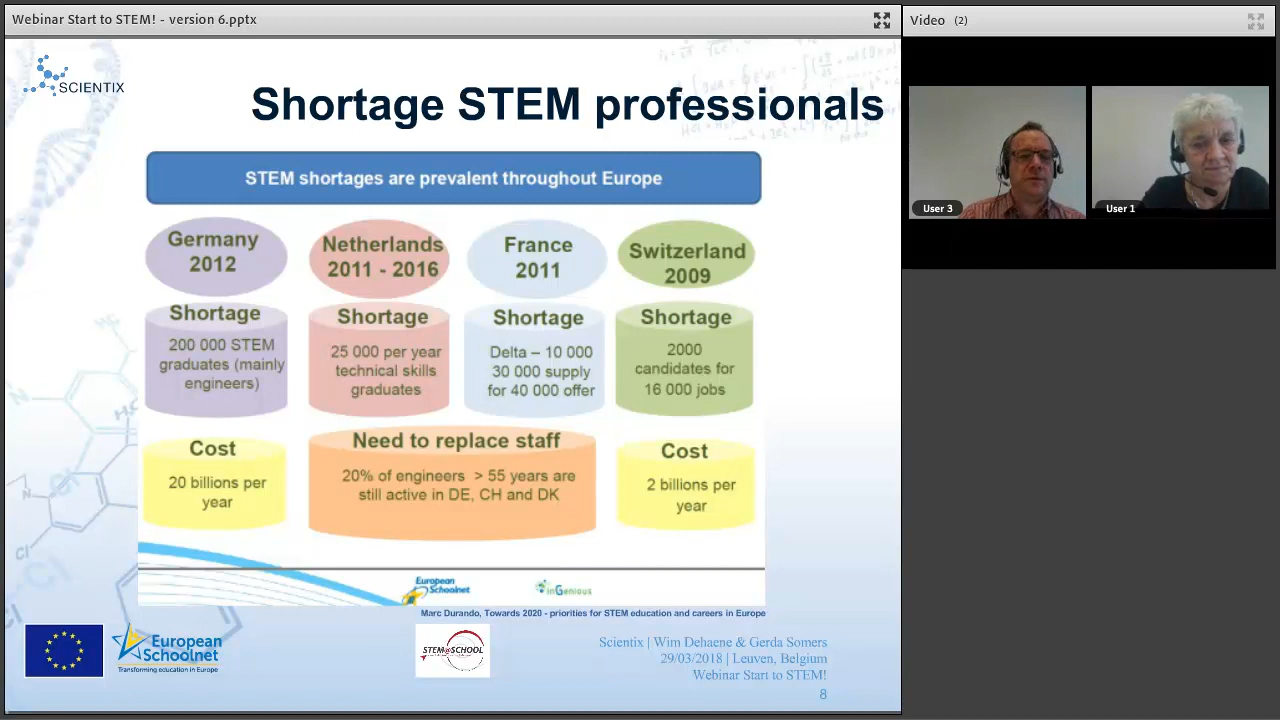 Webinar Start to STEM! - version 6.pptx
Video (2)
SCIENTIX
Shortage STEM professionals
User 3
User 1
STEM shortages are prevalent throughout Europe
Germany
2012
Netherlands
2011 - 2016
France
2011
Switzerland
2009
Shortage
200 000 STEM
graduates (mainly
engineers)
Shortage
25 000 per year
technical skills
graduates
Shortage
Delta – 10 000
30 000 supply
for 40 000 offer
Shortage
2000
candidates for
16 000 jobs
Cost
20 billions per
year
Need to replace staff
20% of engineers > 55 years are
still active in DE, CH and DK
Cost
2 billions per
year
European
Schoolnet
inGenious
Marc Durando, Towards 2020 - priorities for STEM education and careers in Europe
European
Schoolnet
Transforming education in Europe
STEM@SCHOOL
Scientix | Wim Dehaene & Gerda Somers
29/03/2018 | Leuven, Belgium
Webinar Start to STEM!
8